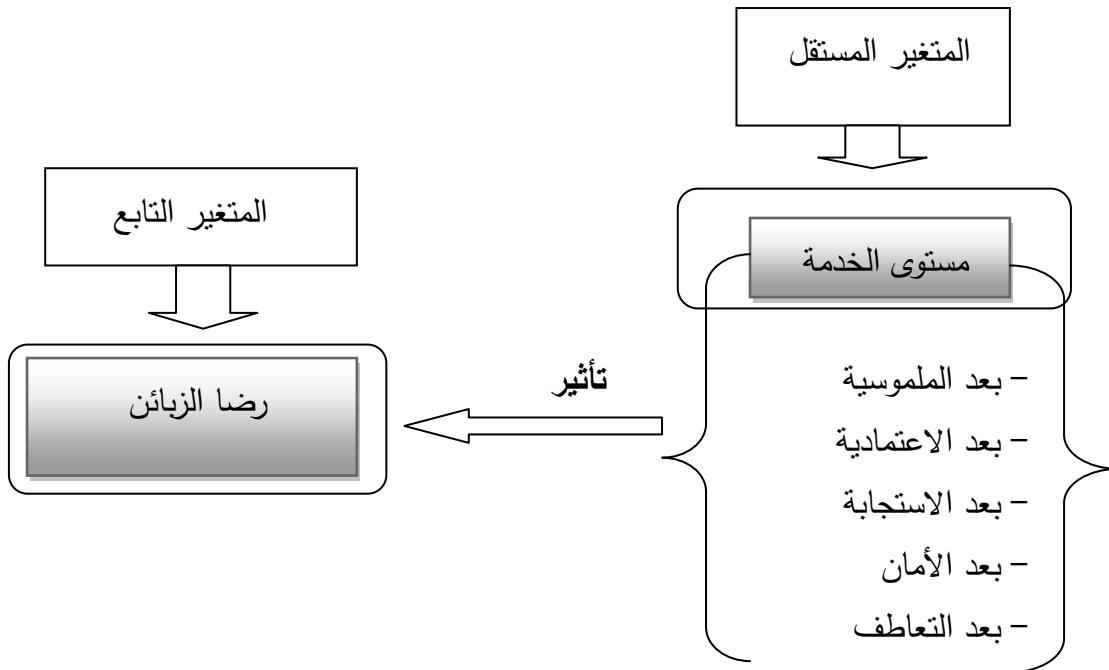 المتغير المستقل
المتغير التابع
مستوى الخدمة
رضا الزبائن
تأثير
– بعد الملموسية
– بعد الاعتمادية
– بعد الاستجابة
– بعد الأمان
– بعد التعاطف